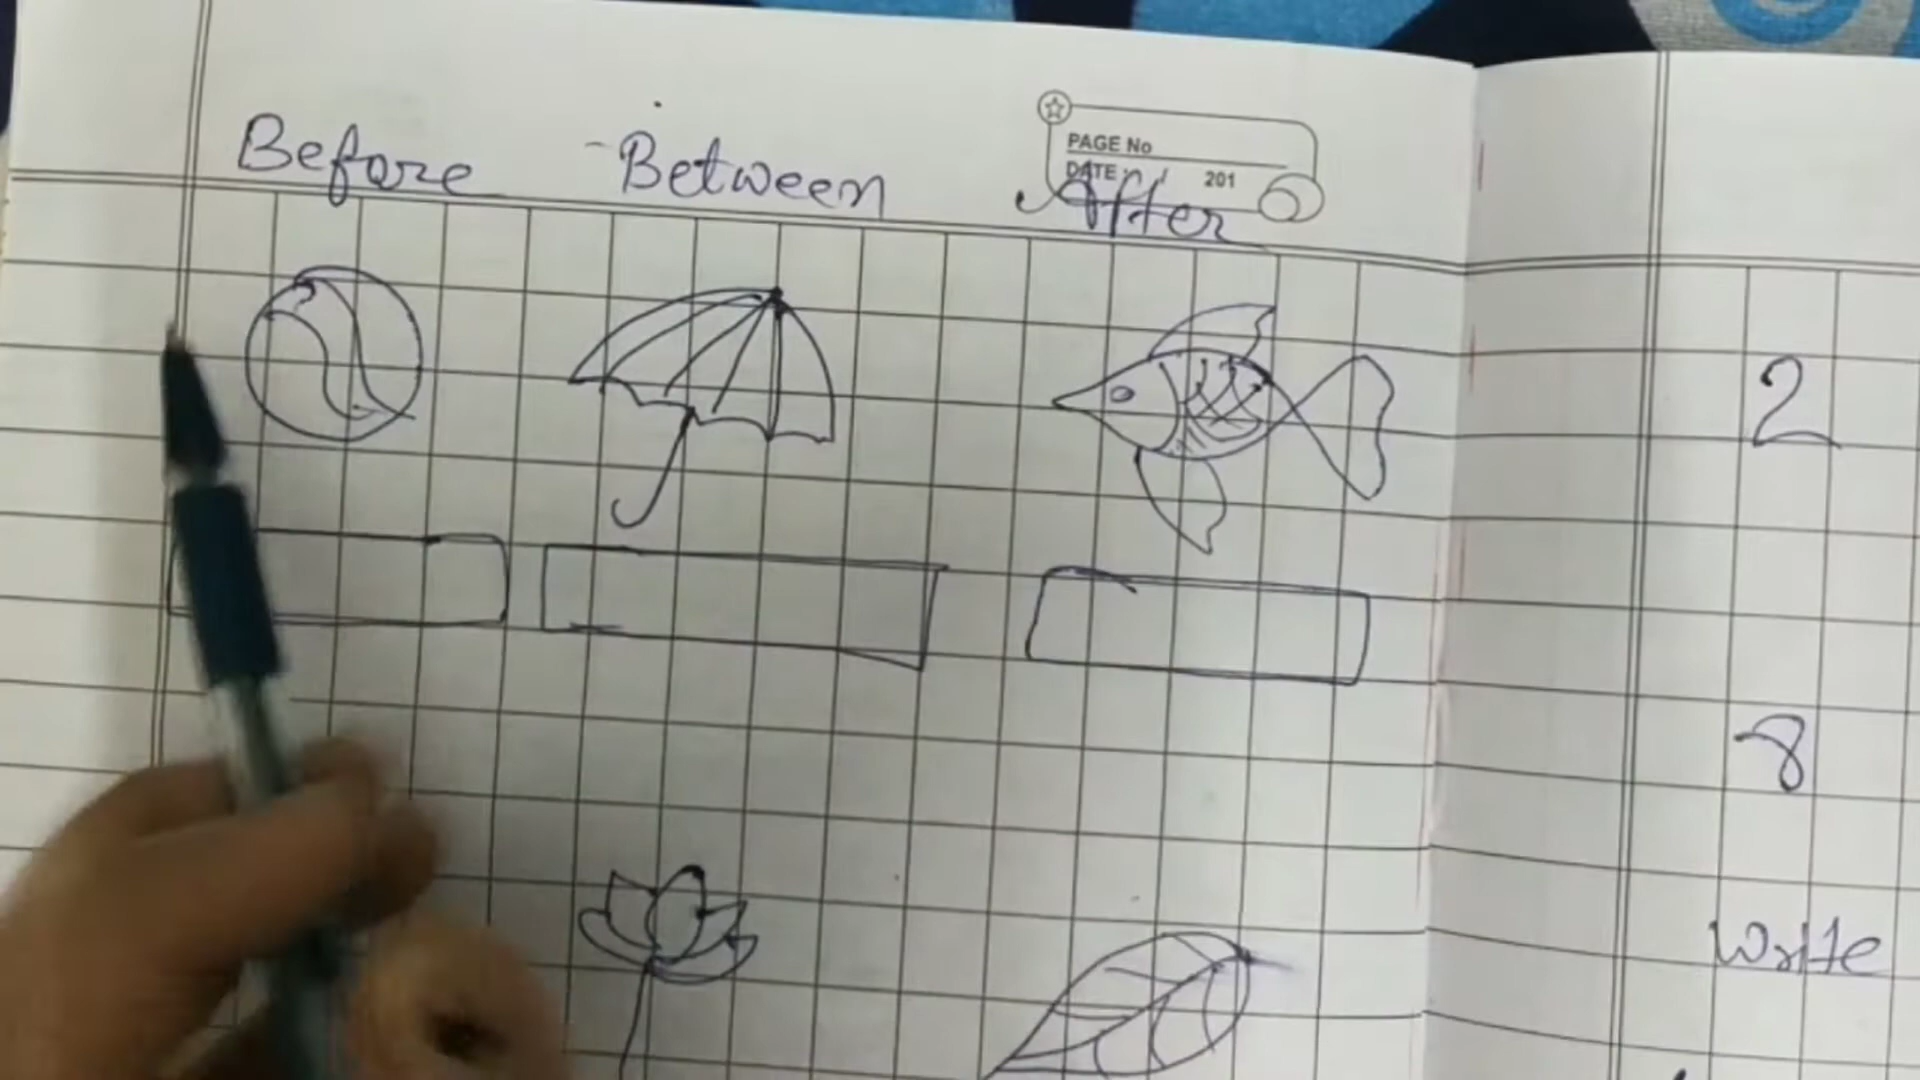 Before Between After
PAGE No
DATE / / 201
2
8
Write